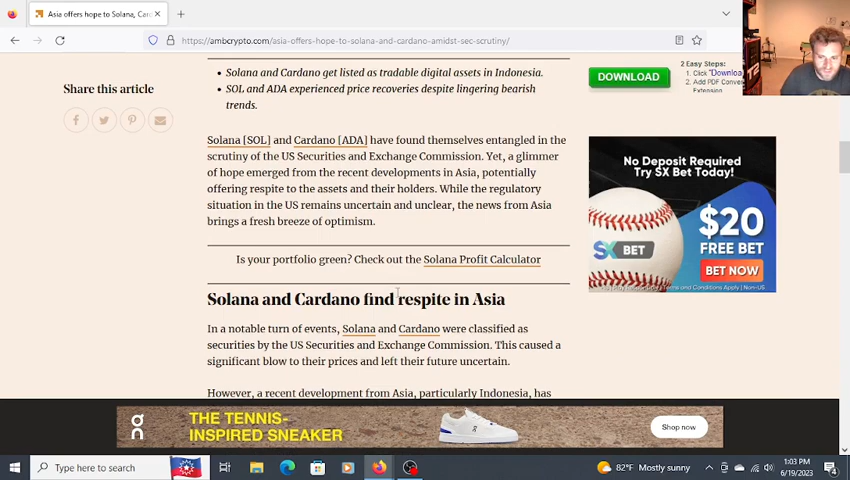 Asia offers hope to Solana, Card
https://ambcrypto.com/asia-offers-hope-to-solana-and-cardano-amidst-sec-scrutiny/
Share this article
• Solana and Cardano get listed as tradable digital assets in Indonesia.
• SOL and ADA experienced price recoveries despite lingering bearish
trends.
Solana [SOL] and Cardano [ADA] have found themselves entangled in the
scrutiny of the US Securities and Exchange Commission. Yet, a glimmer
of hope emerged from the recent developments in Asia, potentially
offering respite to the assets and their holders. While the regulatory
situation in the US remains uncertain and unclear, the news from Asia
brings a fresh breeze of optimism.
Is your portfolio green? Check out the Solana Profit Calculator
Solana and Cardano find respite in Asia
In a notable turn of events, Solana and Cardano were classified as
securities by the US Securities and Exchange Commission. This caused a
significant blow to their prices and left their future uncertain.
However, a recent development from Asia, particularly Indonesia, has
DOWNLOAD
2 Easy Steps:
1. Click "Downloa
2. Add PDF Conver
Extension
No Deposit Required
Try SX Bet Today!
$20
FREE BET
SX BET
BET NOW
Terms and Conditions Apply | Non-US
on
THE TENNIS-
INSPIRED SNEAKER
Shop now
Type here to search
82°F Mostly sunny
1:03 PM
6/19/2023
4